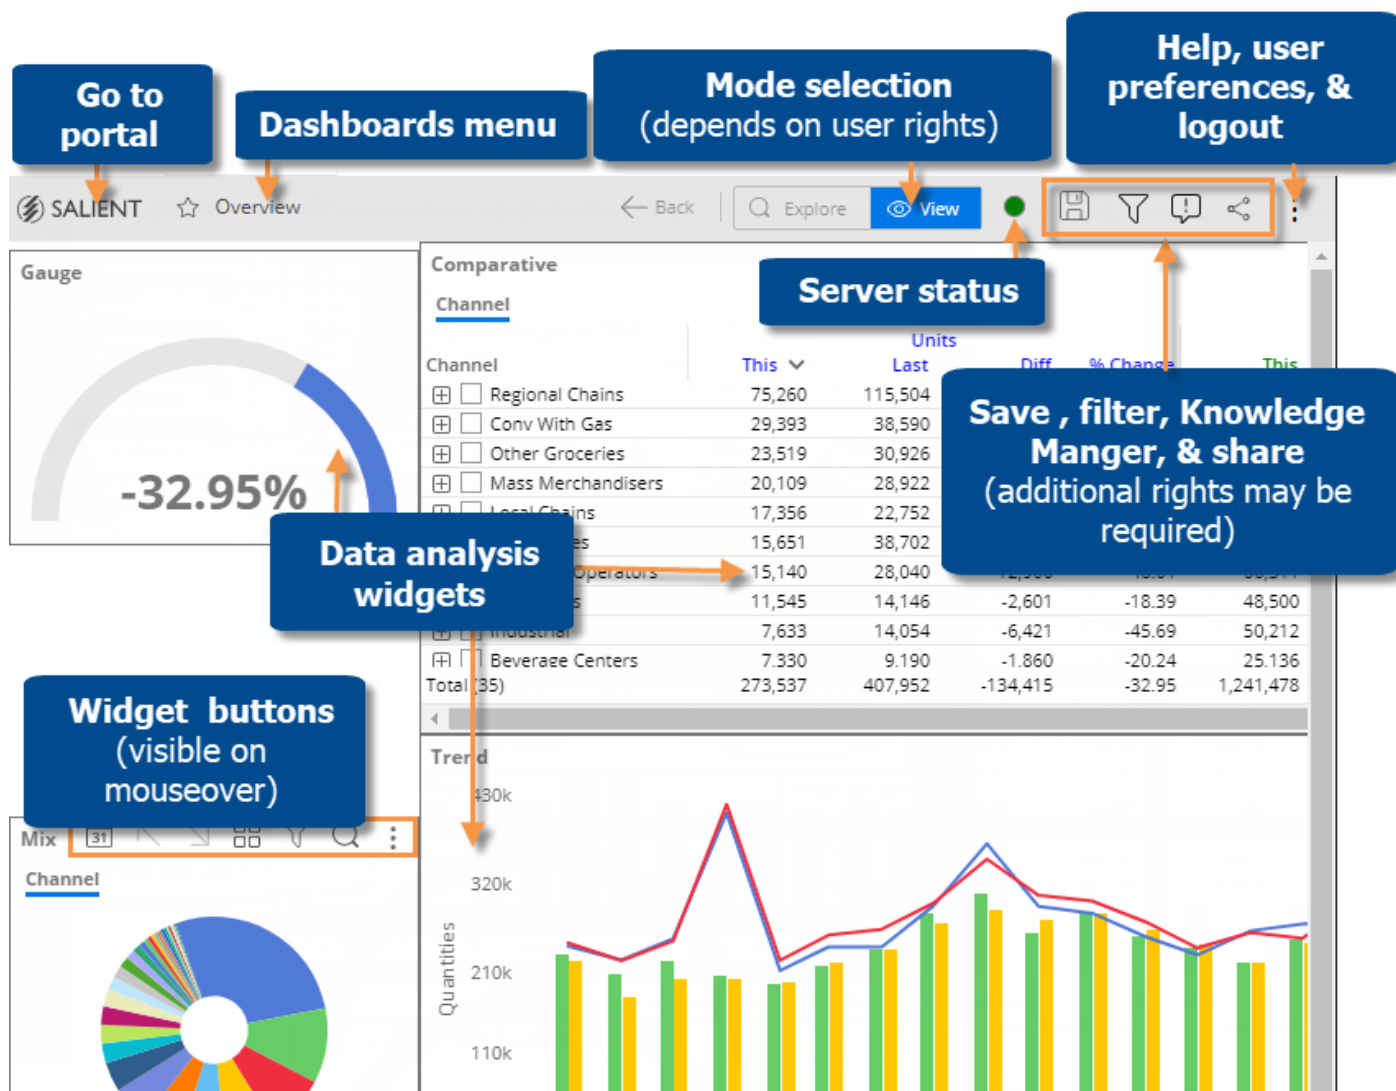 Help, user
preferences, &
logout
Go to
portal
Dashboards menu
Mode selection
(depends on user rights)
SALIENT
Overview
Back
Explore
View
Gauge
-32.95%
Comparative
Channel
Server status
Units
Channel This Last Diff % Change This
Regional Chains 75,260 115,504
Conv With Gas 29,393 38,590
Other Groceries 23,519 30,926
Mass Merchandisers 20,109 28,922
Local Chains 17,356 22,752
15,651 38,702
Operators 15,140 28,040
11,545 14,146 -2,601 -18.39 48,500
Industrial 7,633 14,054 -6,421 -45.69 50,212
Beverage Centers 7.330 9.190 -1.860 -20.24 25.136
Total (35) 273,537 407,952 -134,415 -32.95 1,241,478
Save , filter, Knowledge
Manger, & share
(additional rights may be
required)
Data analysis
widgets
Widget buttons
(visible on
mouseover)
Mix
31
Channel
Trend
430k
320k
210k
110k
Quantities